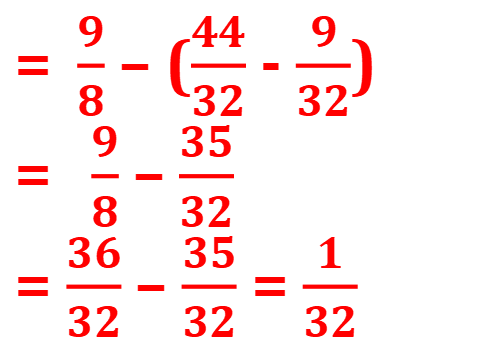 = 9/8 − (44/32 - 9/32)
= 9/8 − 35/32
= 36/32 − 35/32 = 1/32